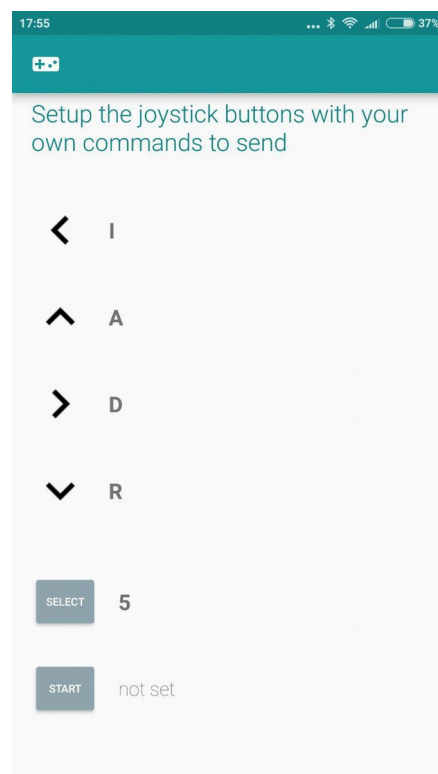 17:55 37%
Setup the joystick buttons with your
own commands to send
I
A
D
R
SELECT 5
START not set